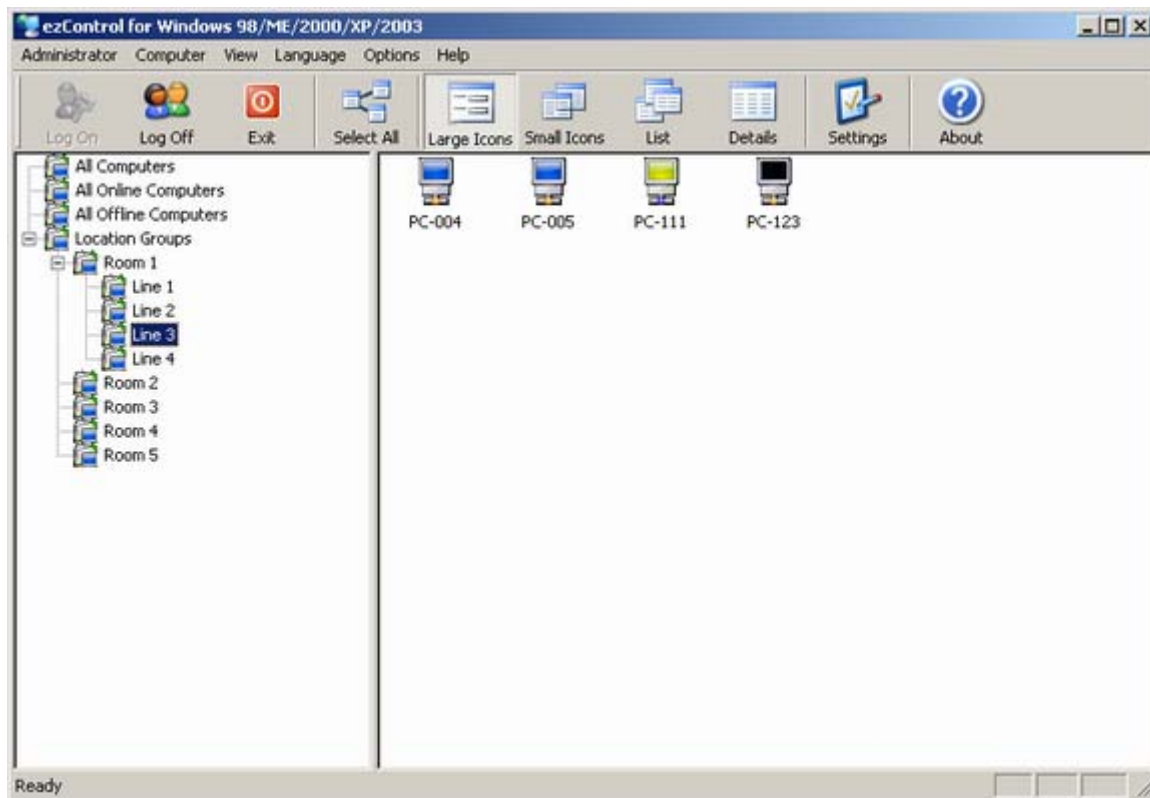 ezControl for Windows 98/ME/2000/XP/2003
Administrator Computer View Language Options Help
Log On Log Off Exit Select All Large Icons Small Icons List Details Settings About
All Computers
All Online Computers
All Offline Computers
Location Groups
Room 1
Line 1
Line 2
Line 3
Line 4
Room 2
Room 3
Room 4
Room 5
PC-004 PC-005 PC-111 PC-123
Ready